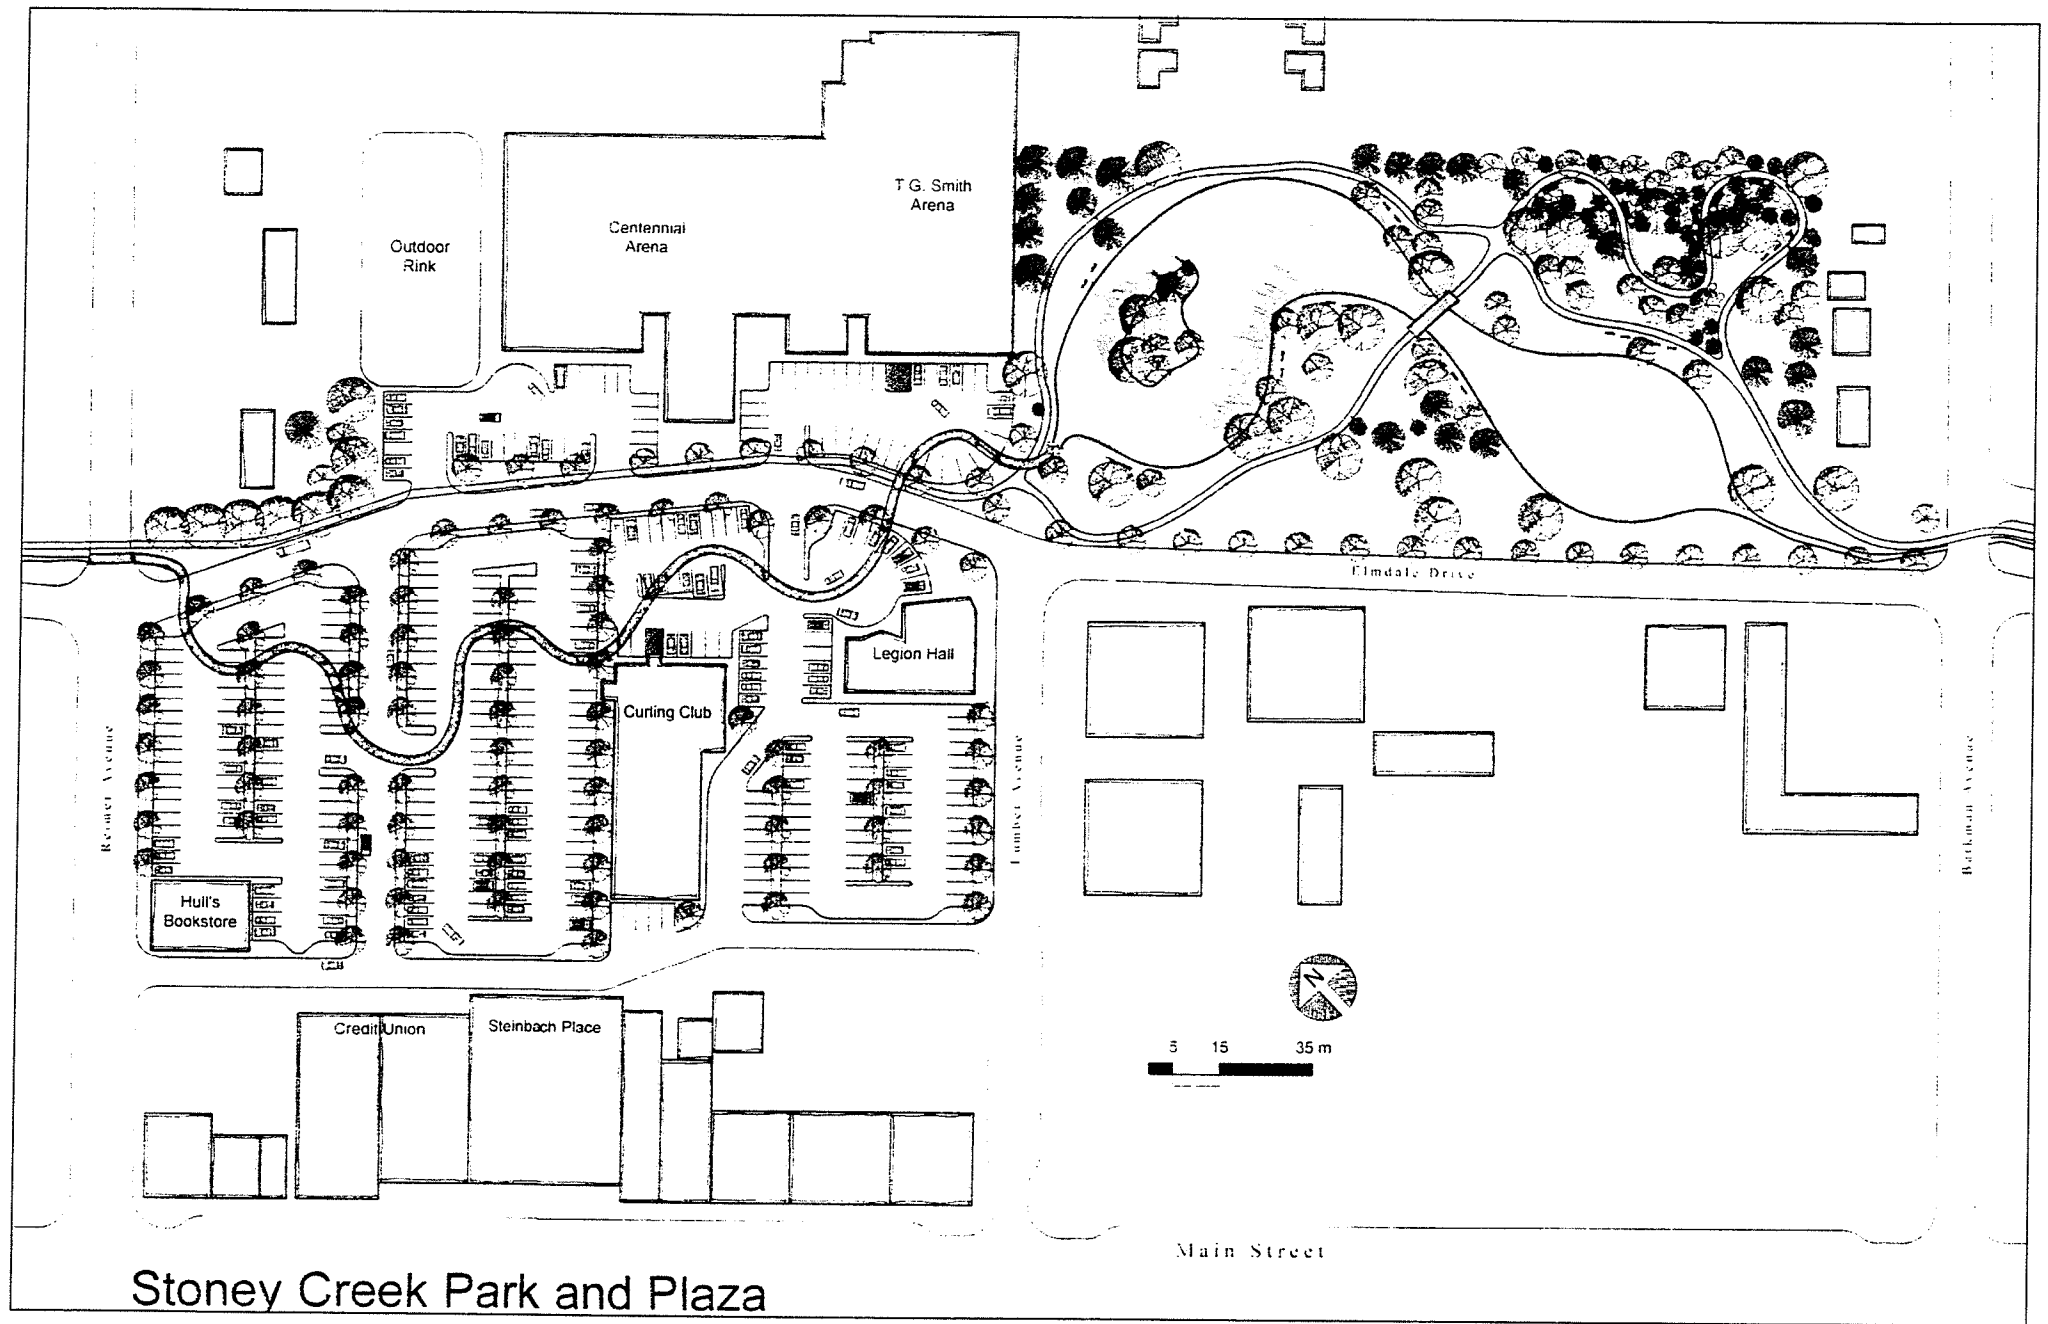 T G. Smith
Arena
Centennial
Arena
Outdoor
Rink
Elmdale Drive
Legion Hall
Curling Club
Reimer Avenue
Lumber Avenue
Barkman Avenue
Hull's
Bookstore
N
5 15 35 m
Credit Union
Steinbach Place
Main Street
Stoney Creek Park and Plaza